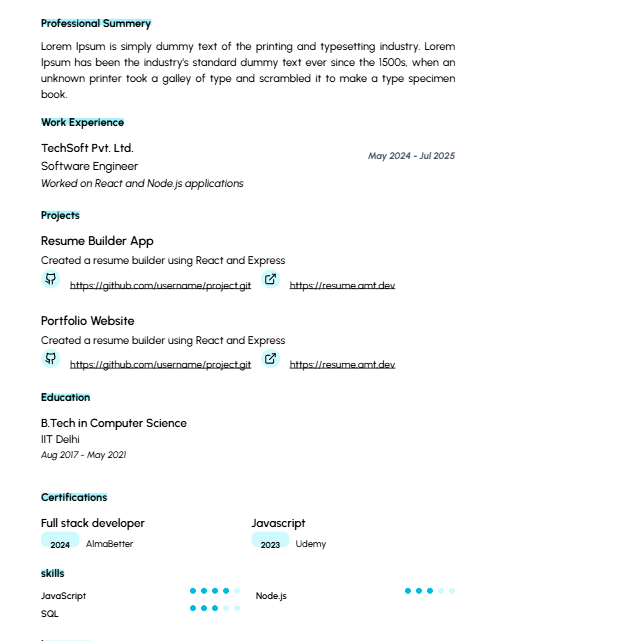 Professional Summery
Lorem Ipsum is simply dummy text of the printing and typesetting industry. Lorem
Ipsum has been the industry's standard dummy text ever since the 1500s, when an
unknown printer took a galley of type and scrambled it to make a type specimen
book.
Work Experience
TechSoft Pvt. Ltd.
May 2024 - Jul 2025
Software Engineer
Worked on React and Node.js applications
Projects
Resume Builder App
Created a resume builder using React and Express
https://github.com/username/project.git https://resume.amt.dev
Portfolio Website
Created a resume builder using React and Express
https://github.com/username/project.git https://resume.amt.dev
Education
B.Tech in Computer Science
IIT Delhi
Aug 2017 - May 2021
Certifications
Full stack developer Javascript
2024 AlmaBetter 2023 Udemy
skills
JavaScript Node.js
SQL